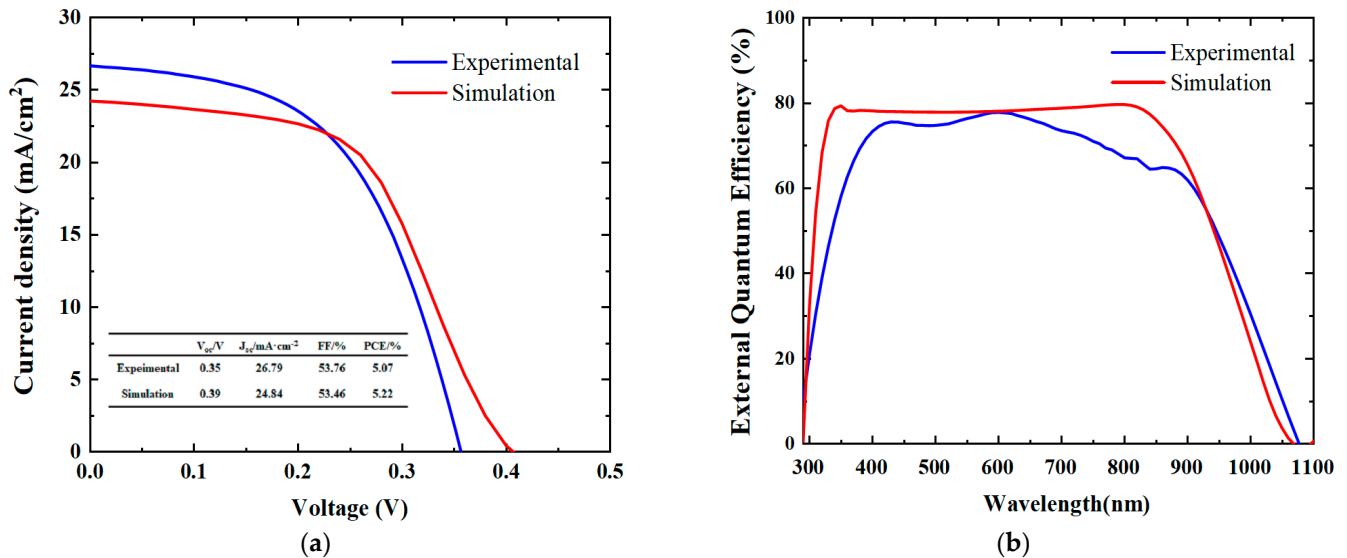 30
25
20
15
10
5
0
Current density (mA/cm²)
Experimental
Simulation
Vₒc/V Jₛc/mA·cm⁻² FF/% PCE/%
Expeimental 0.35 26.79 53.76 5.07
Simulation 0.39 24.84 53.46 5.22
0.0 0.1 0.2 0.3 0.4 0.5
Voltage (V)
(a)
100
80
60
40
20
0
External Quantum Efficiency (%)
Experimental
Simulation
300 400 500 600 700 800 900 1000 1100
Wavelength(nm)
(b)